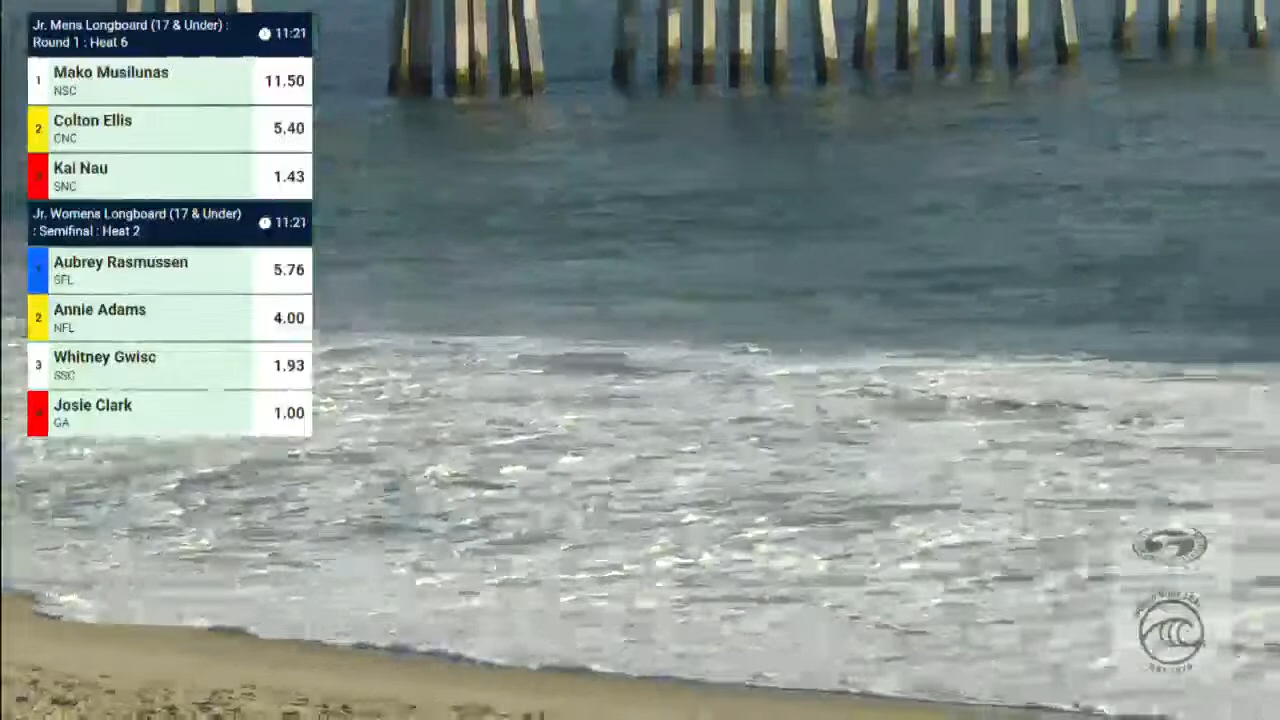 Jr. Mens Longboard (17 & Under) :
Round 1 : Heat 6
11:21
1
Mako Musilunas
NSC
11.50
2
Colton Ellis
CNC
5.40
Kai Nau
SNC
1.43
Jr. Womens Longboard (17 & Under)
: Semifinal : Heat 2
11:21
Aubrey Rasmussen
SFL
5.76
2
Annie Adams
NFL
4.00
3
Whitney Gwisc
SSC
1.93
Josie Clark
GA
1.00